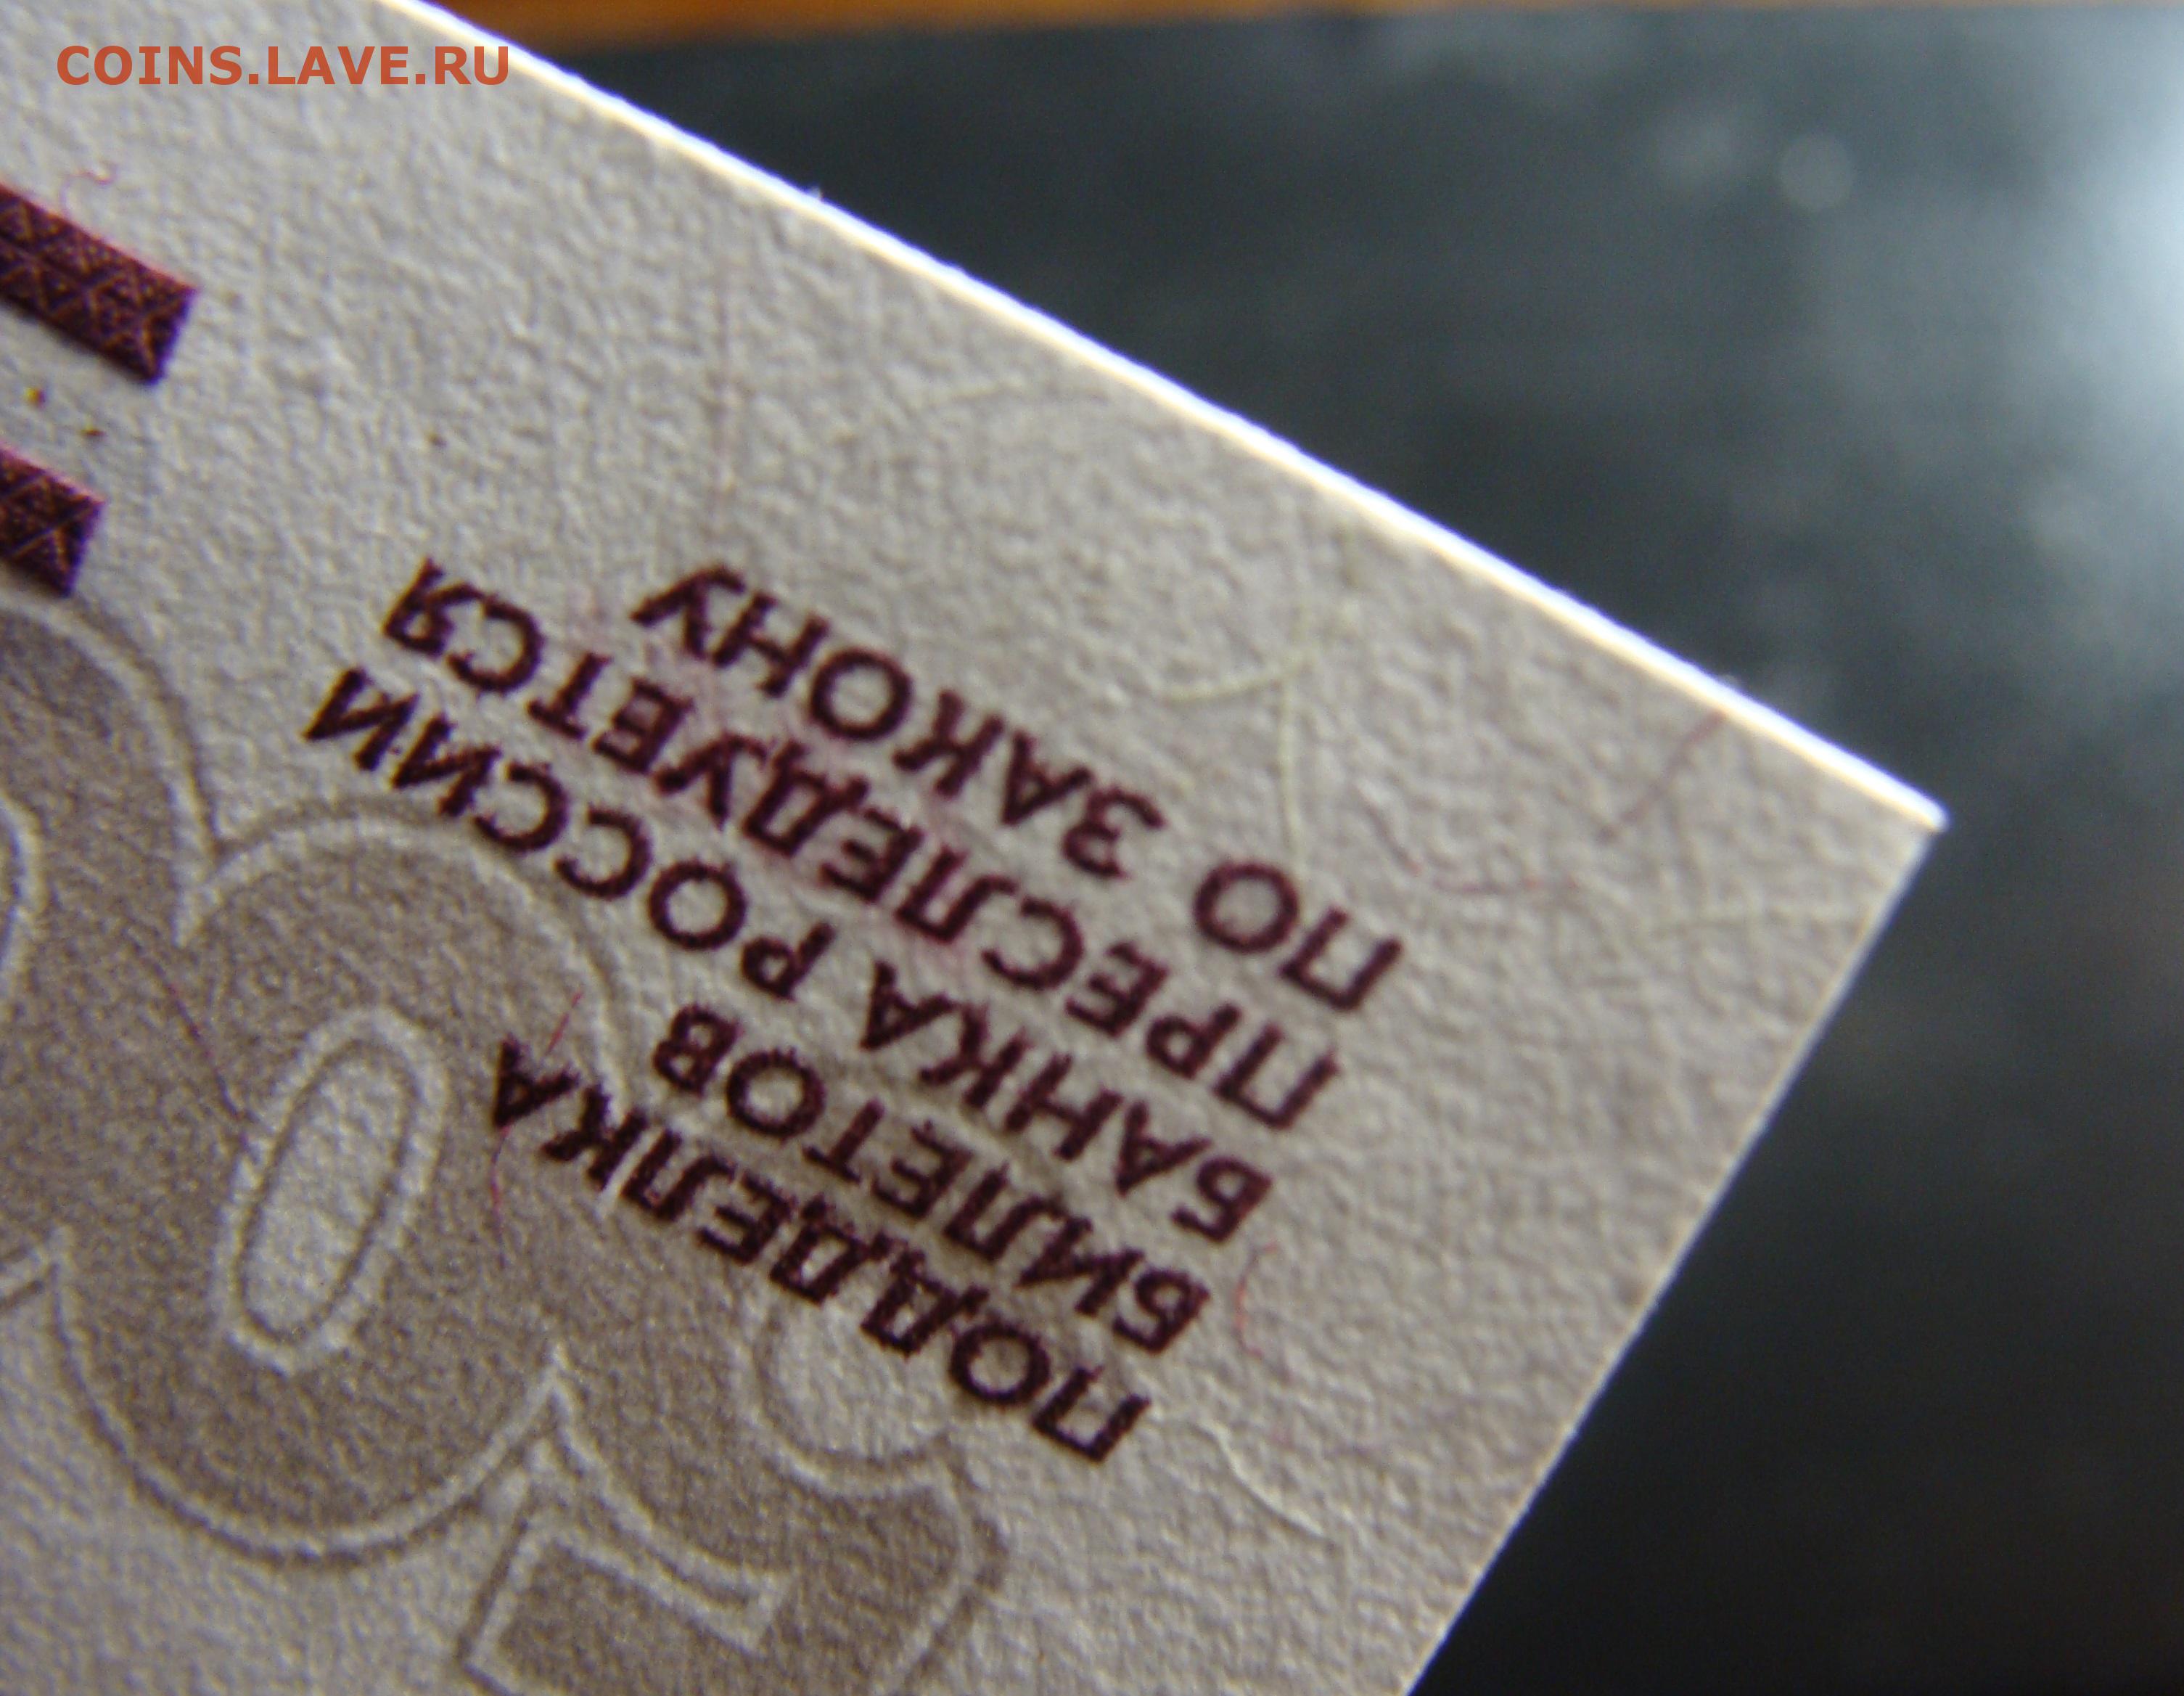 COINS.LAVE.RU
ПОДДЕЛКА
БИЛЕТОВ
БАНКА РОССИИ
ПРЕСЛЕДУЕТСЯ
ПО ЗАКОНУ